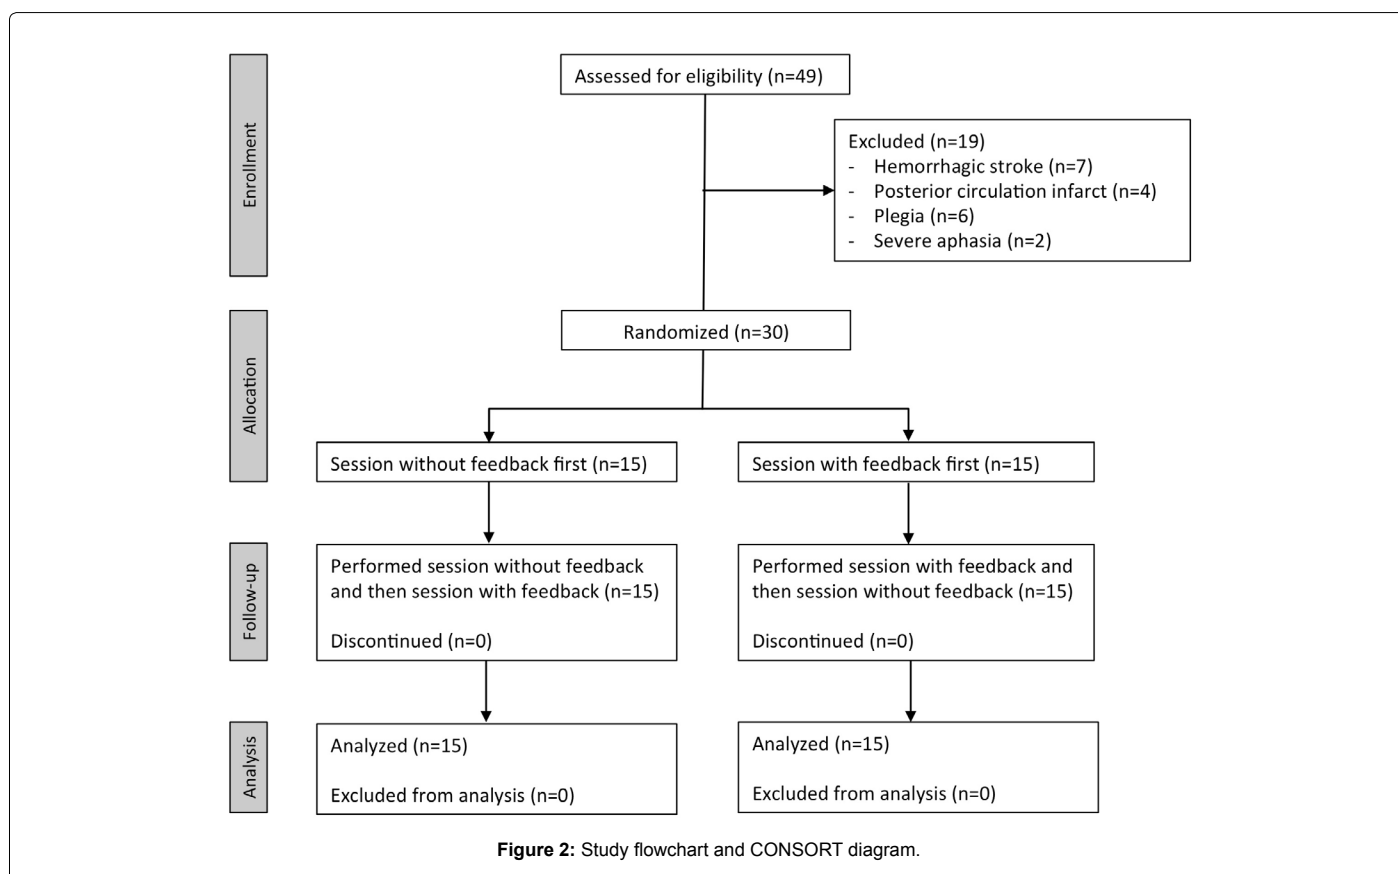 Enrollment
Assessed for eligibility (n=49)
Excluded (n=19)
- Hemorrhagic stroke (n=7)
- Posterior circulation infarct (n=4)
- Plegia (n=6)
- Severe aphasia (n=2)
Allocation
Randomized (n=30)
Session without feedback first (n=15)
Session with feedback first (n=15)
Follow-up
Performed session without feedback
and then session with feedback (n=15)
Discontinued (n=0)
Performed session with feedback and
then session without feedback (n=15)
Discontinued (n=0)
Analysis
Analyzed (n=15)
Excluded from analysis (n=0)
Analyzed (n=15)
Excluded from analysis (n=0)
Figure 2: Study flowchart and CONSORT diagram.